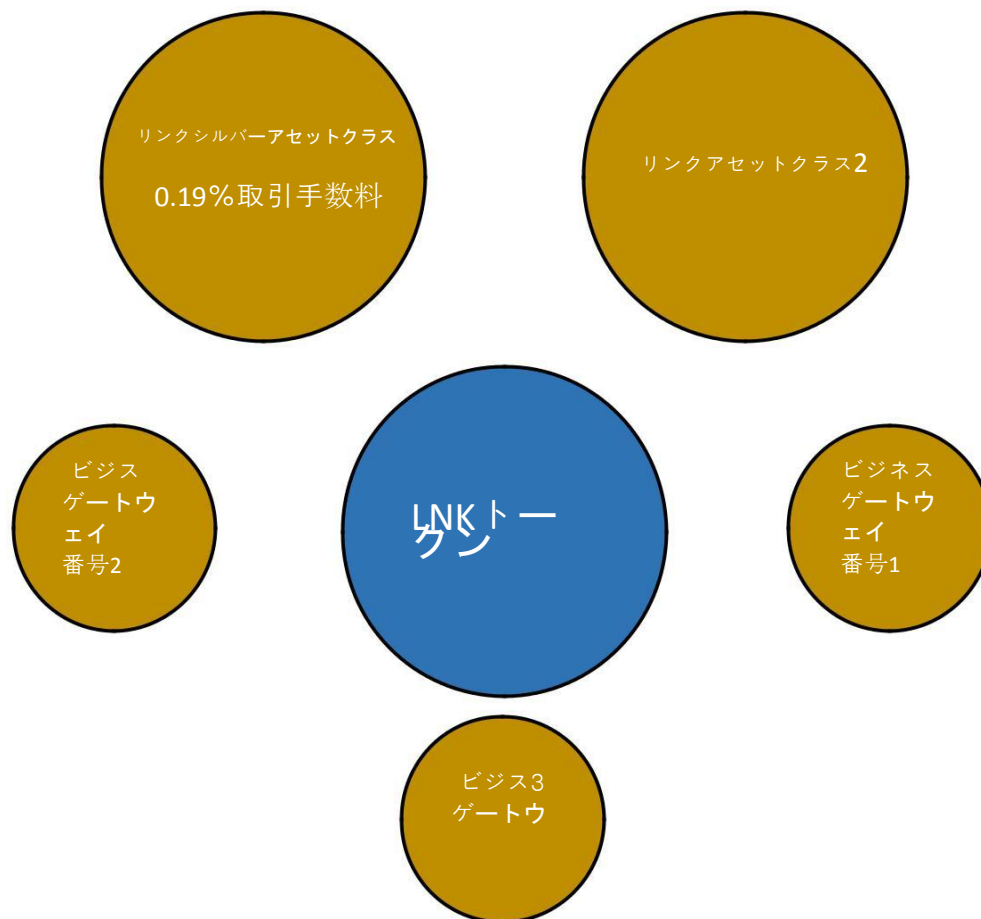 リンクシルバーアセットクラス
0.19%取引手数料
リンクアセットクラス2
ビジス
ゲートウ
ェイ
番号2
LNKトー
クン
ビジネス
ゲートウ
ェイ
番号1
ビジス3
ゲートウ